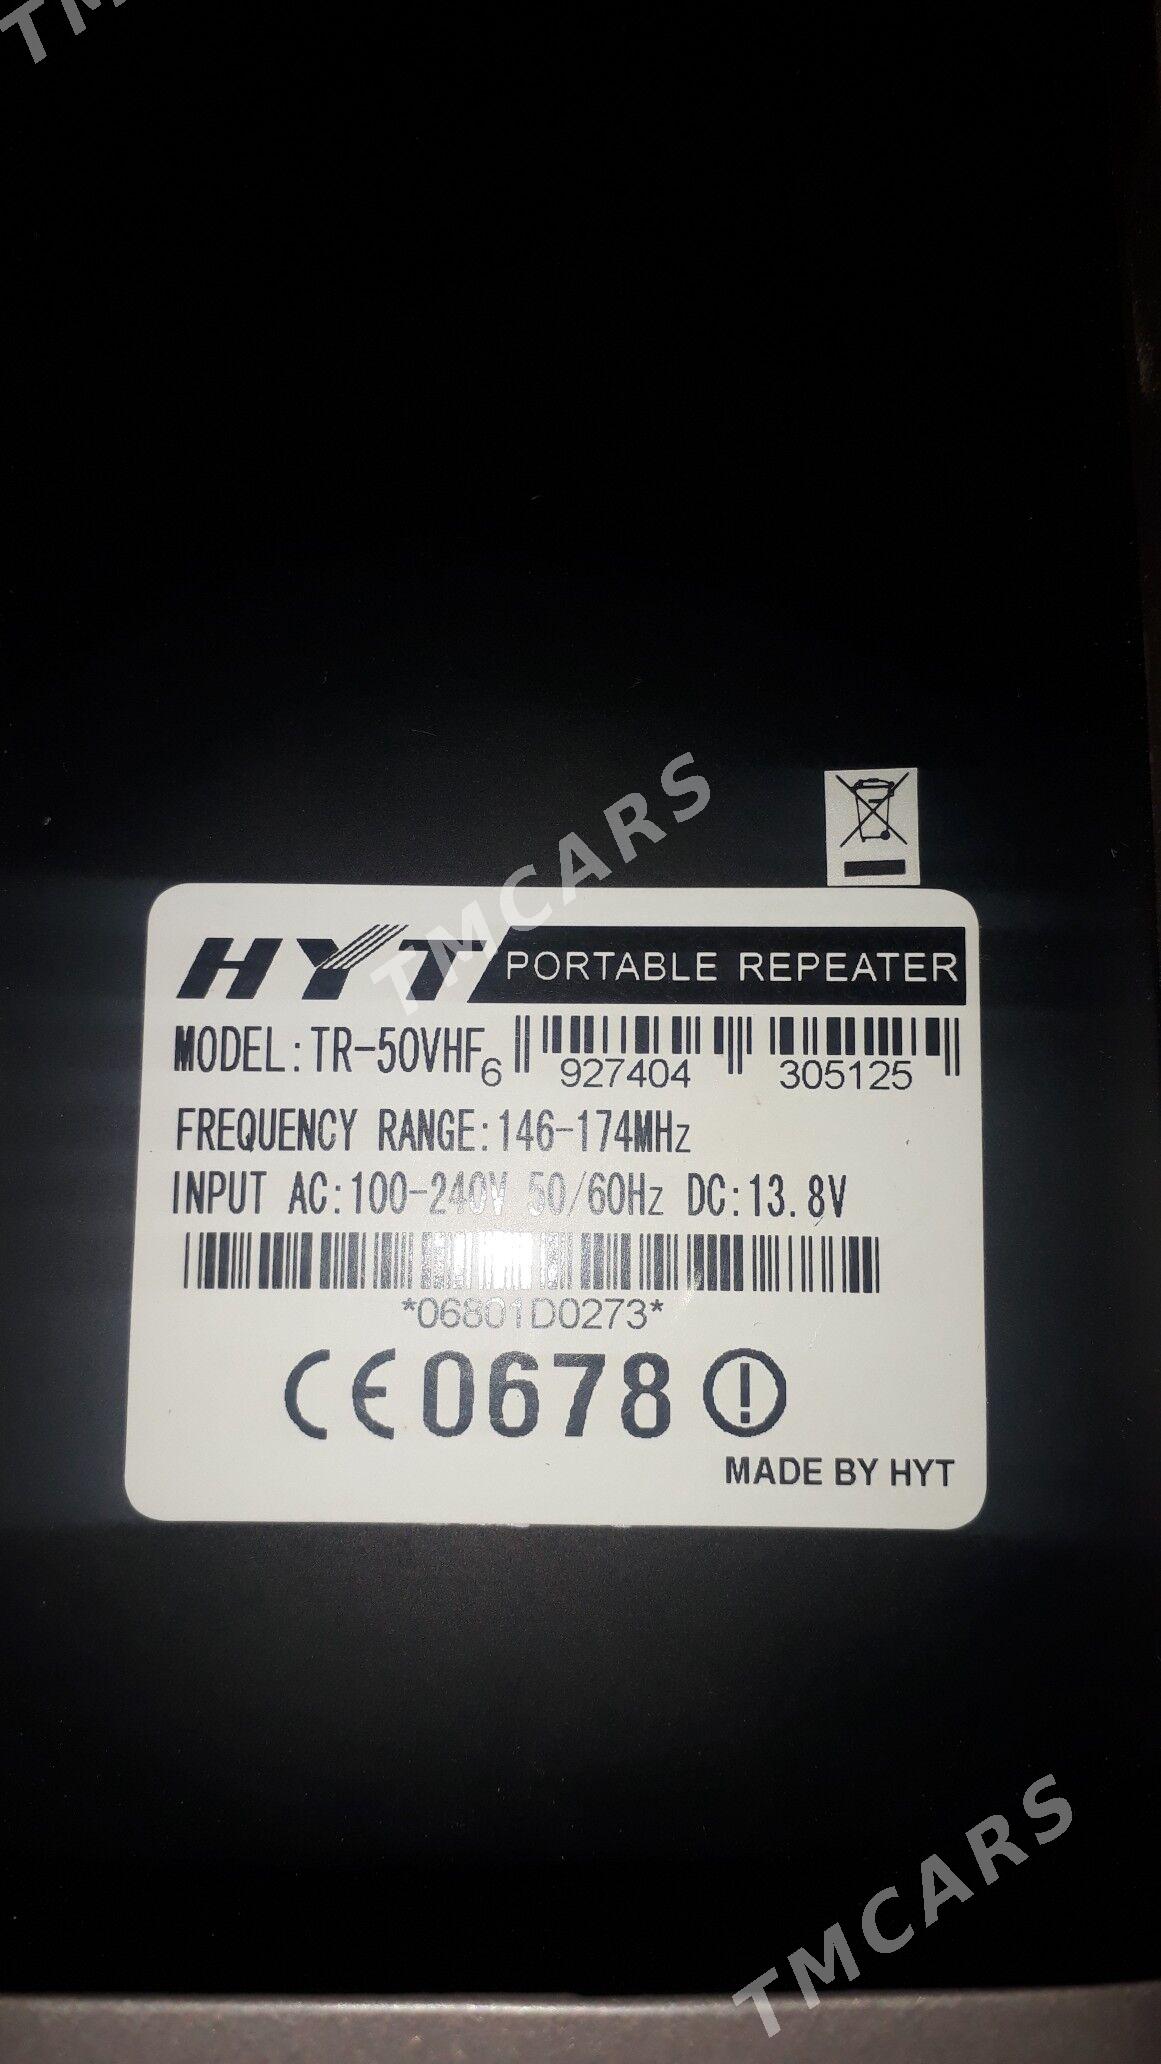 TMCARS
HYT PORTABLE REPEATER
MODEL:TR-50VHF 6 927404 305125
FREQUENCY RANGE:146-174MHz
INPUT AC:100-240V 50/60Hz DC:13.8V
*06801D0273*
CE0678
MADE BY HYT
TMCARS